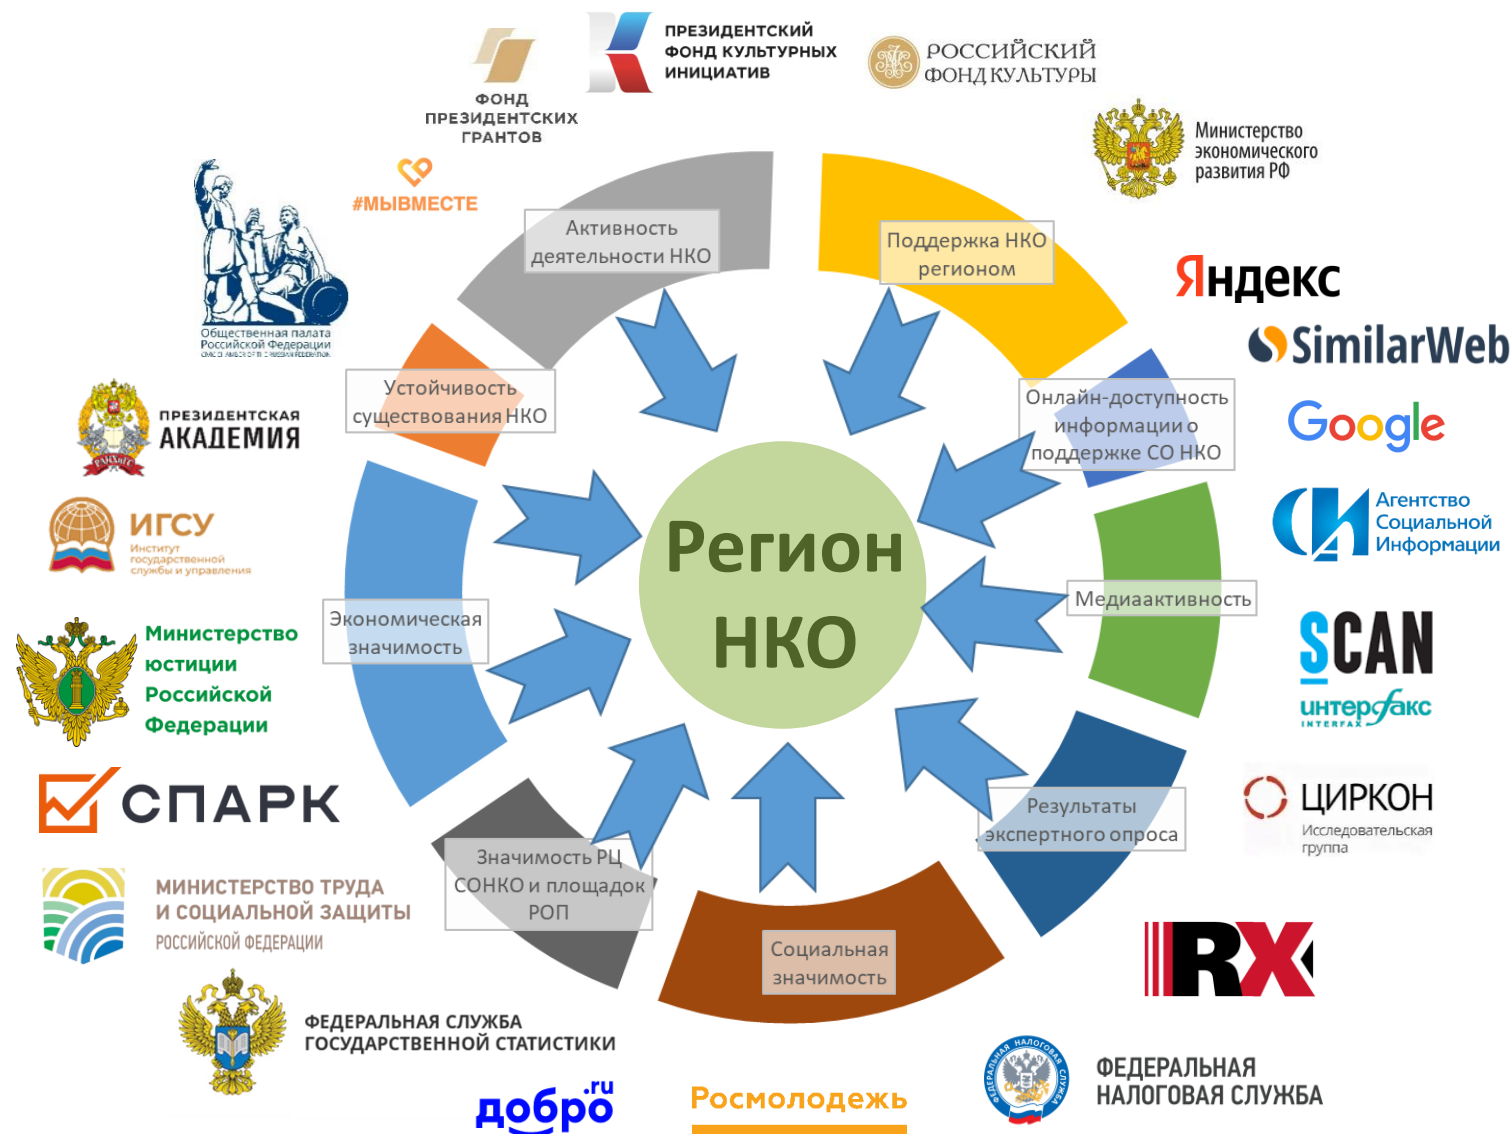 ФОНД
ПРЕЗИДЕНТСКИХ
ГРАНТОВ
ПРЕЗИДЕНТСКИЙ
ФОНД КУЛЬТУРНЫХ
ИНИЦИАТИВ
РОССИЙСКИЙ
ФОНД КУЛЬТУРЫ
Министерство
экономического
развития РФ
#МЫВМЕСТЕ
Общественная палата
Российской Федерации
Активность
деятельности НКО
Поддержка НКО
регионом
Яндекс
SimilarWeb
Google
Устойчивость
существования НКО
Онлайн-доступность
информации о
поддержке СО НКО
ПРЕЗИДЕНТСКАЯ
АКАДЕМИЯ
РАНХиГС
ИГСУ
Институт
государственной
службы и управления
Агентство
Социальной
Информации
Регион
НКО
Экономическая
значимость
Медиаактивность
Министерство
юстиции
Российской
Федерации
SCAN
интерфакс
INTERFAX
СПАРК
ЦИРКОН
Исследовательская
группа
Результаты
экспертного опроса
Значимость РЦ
СОНКО и площадок
РОП
МИНИСТЕРСТВО ТРУДА
И СОЦИАЛЬНОЙ ЗАЩИТЫ
РОССИЙСКОЙ ФЕДЕРАЦИИ
Социальная
значимость
RX
ФЕДЕРАЛЬНАЯ СЛУЖБА
ГОСУДАРСТВЕННОЙ СТАТИСТИКИ
добро.ru
Росмолодежь
ФЕДЕРАЛЬНАЯ НАЛОГОВАЯ СЛУЖБА
ФЕДЕРАЛЬНАЯ
НАЛОГОВАЯ СЛУЖБА